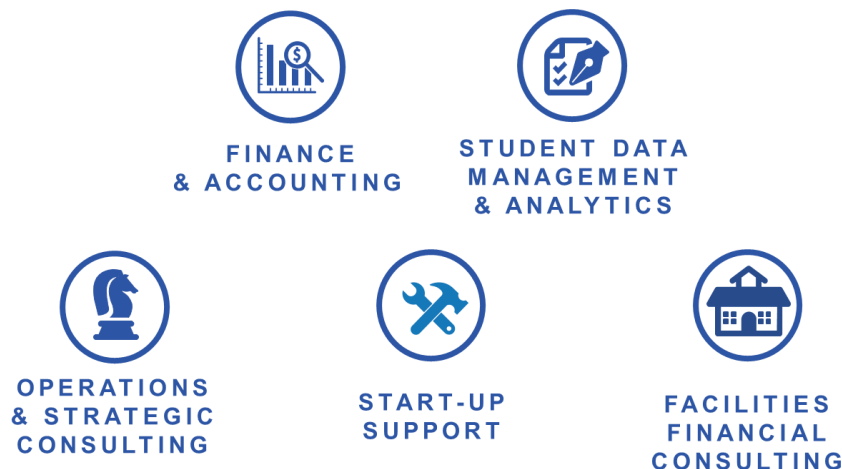 $
FINANCE
& ACCOUNTING
STUDENT DATA
MANAGEMENT
& ANALYTICS
OPERATIONS
& STRATEGIC
CONSULTING
START-UP
SUPPORT
FACILITIES
FINANCIAL
CONSULTING